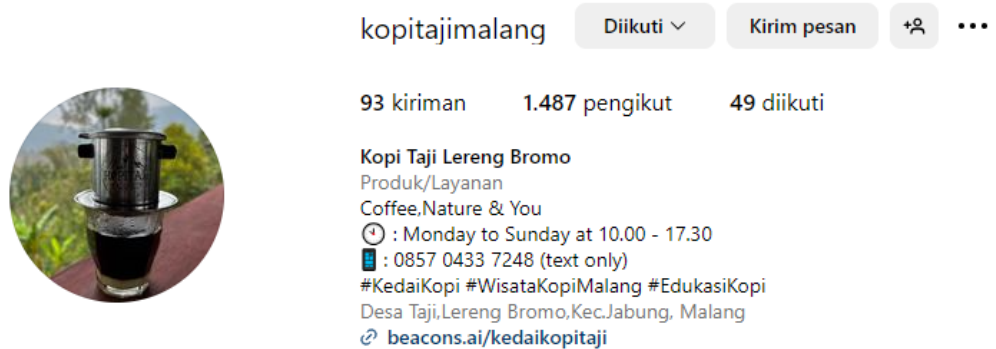 kopitajimalang Diikuti Kirim pesan
93 kiriman 1.487 pengikut 49 diikuti
Kopi Taji Lereng Bromo
Produk/Layanan
Coffee,Nature & You
: Monday to Sunday at 10.00 - 17.30
: 0857 0433 7248 (text only)
#KedaiKopi #WisataKopiMalang #EdukasiKopi
Desa Taji,Lereng Bromo,Kec.Jabung, Malang
beacons.ai/kedaikopitaji